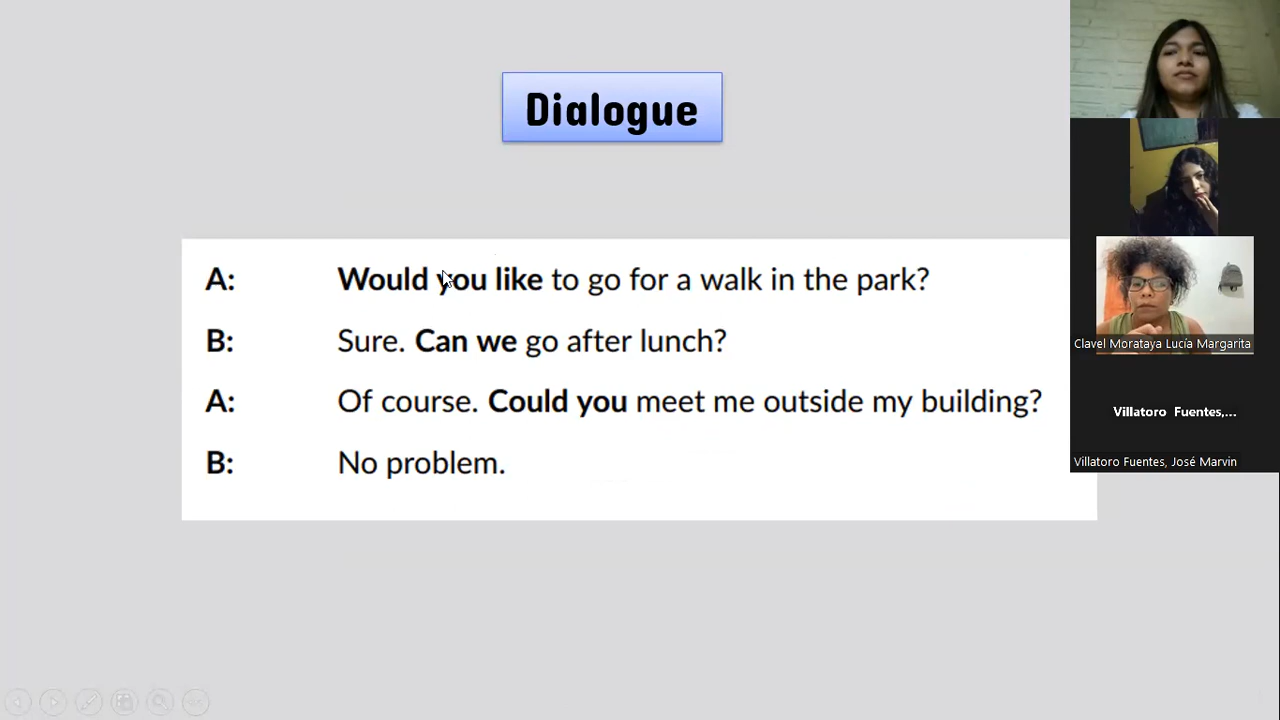 Dialogue
A: Would you like to go for a walk in the park?
B: Sure. Can we go after lunch?
A: Of course. Could you meet me outside my building?
B: No problem.
Clavel Morataya Lucía Margarita
Villatoro Fuentes,...
Villatoro Fuentes, José Marvin